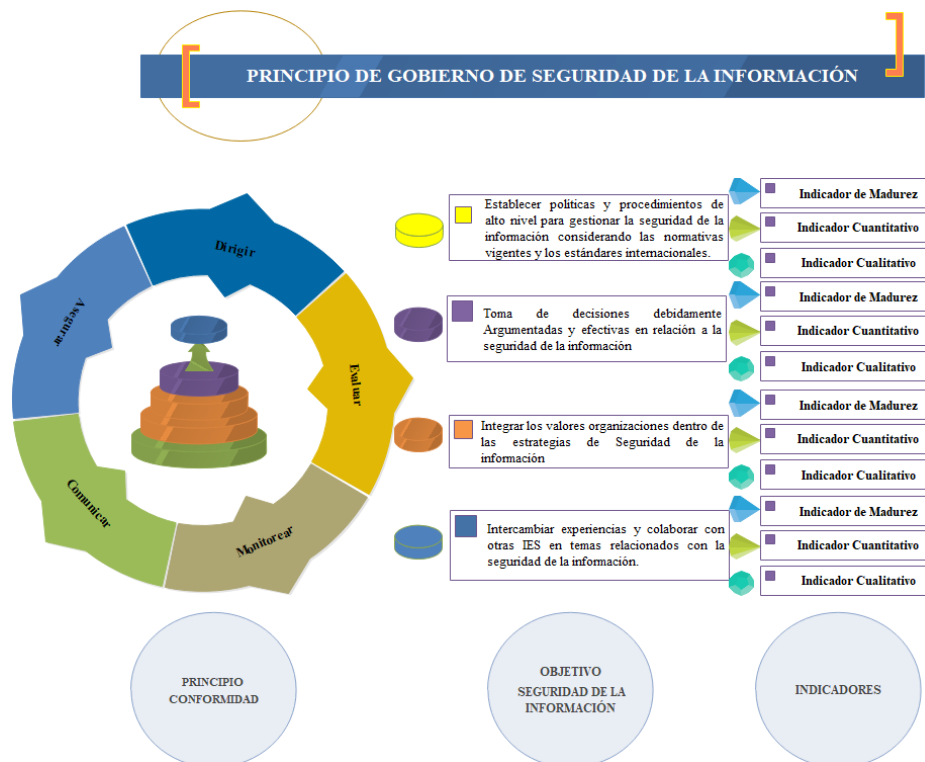 PRINCIPIO DE GOBIERNO DE SEGURIDAD DE LA INFORMACIÓN
Dirigir
Evaluar
Monitorear
Comunicar
Asegurar
Establecer políticas y procedimientos de
alto nivel para gestionar la seguridad de la
información considerando las normativas
vigentes y los estándares internacionales.
Indicador de Madurez
Indicador Cuantitativo
Indicador Cualitativo
Toma de decisiones debidamente
Argumentadas y efectivas en relación a la
seguridad de la información
Indicador de Madurez
Indicador Cuantitativo
Indicador Cualitativo
Integrar los valores organizaciones dentro de
las estrategias de Seguridad de la
información
Indicador de Madurez
Indicador Cuantitativo
Indicador Cualitativo
Intercambiar experiencias y colaborar con
otras IES en temas relacionados con la
seguridad de la información.
Indicador de Madurez
Indicador Cuantitativo
Indicador Cualitativo
PRINCIPIO
CONFORMIDAD
OBJETIVO
SEGURIDAD DE LA
INFORMACIÓN
INDICADORES